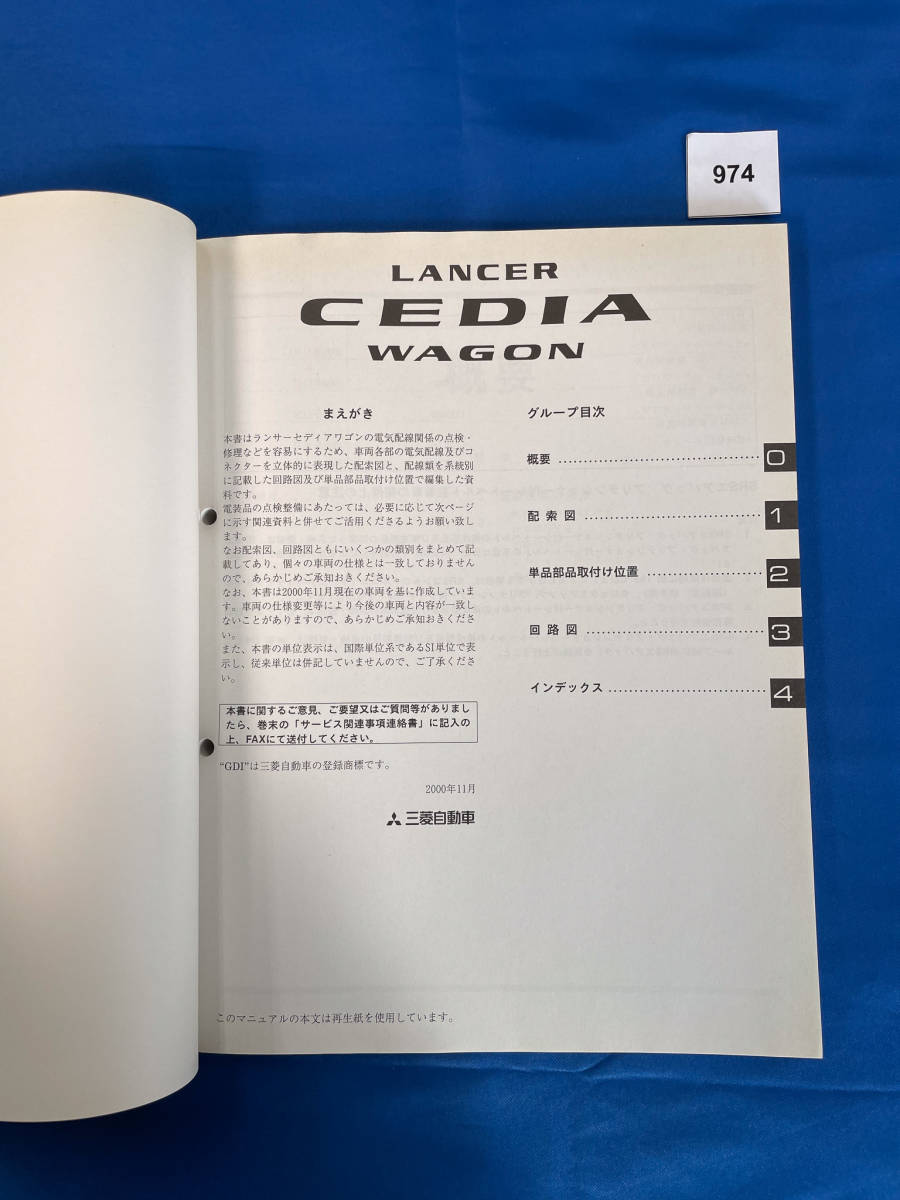 974
LANCER
CEDIA
WAGON
まえがき
本書はランサーセディアワゴンの電気配線関係の点検・
修理などを容易にするため、車両各部の電気配線及びコ
ネクターを立体的に表現した配索図と、配線類を系統別
に記載した回路図及び単品部品取付け位置で編集した資
料です。
電装品の点検整備にあたっては、必要に応じて次ページ
に示す関連資料と併せてご活用くださるようお願い致し
ます。
なお配索図、回路図ともにいくつかの類別をまとめて記
載してあり、個々の車両の仕様とは一致しておりません
ので、あらかじめご承知おきください。
なお、本書は2000年11月現在の車両を基に作成していま
す。車両の仕様変更等により今後の車両と内容が一致し
ないことがありますので、あらかじめご承知おきくださ
い。
また、本書の単位表示は、国際単位系であるSI単位で表
示し、従来単位は併記していませんので、ご了承くださ
い。
本書に関するご意見、ご要望又はご質問等がありまし
たら、巻末の「サービス関連事項連絡書」に記入の
上、FAXにて送付してください。
“GDI”は三菱自動車の登録商標です。
2000年11月
三菱自動車
グループ目次
概要 ……………………………… 0
配索図 ……………………………… 1
単品部品取付け位置 ……………………………… 2
回路図 ……………………………… 3
インデックス ……………………………… 4
このマニュアルの本文は再生紙を使用しています。